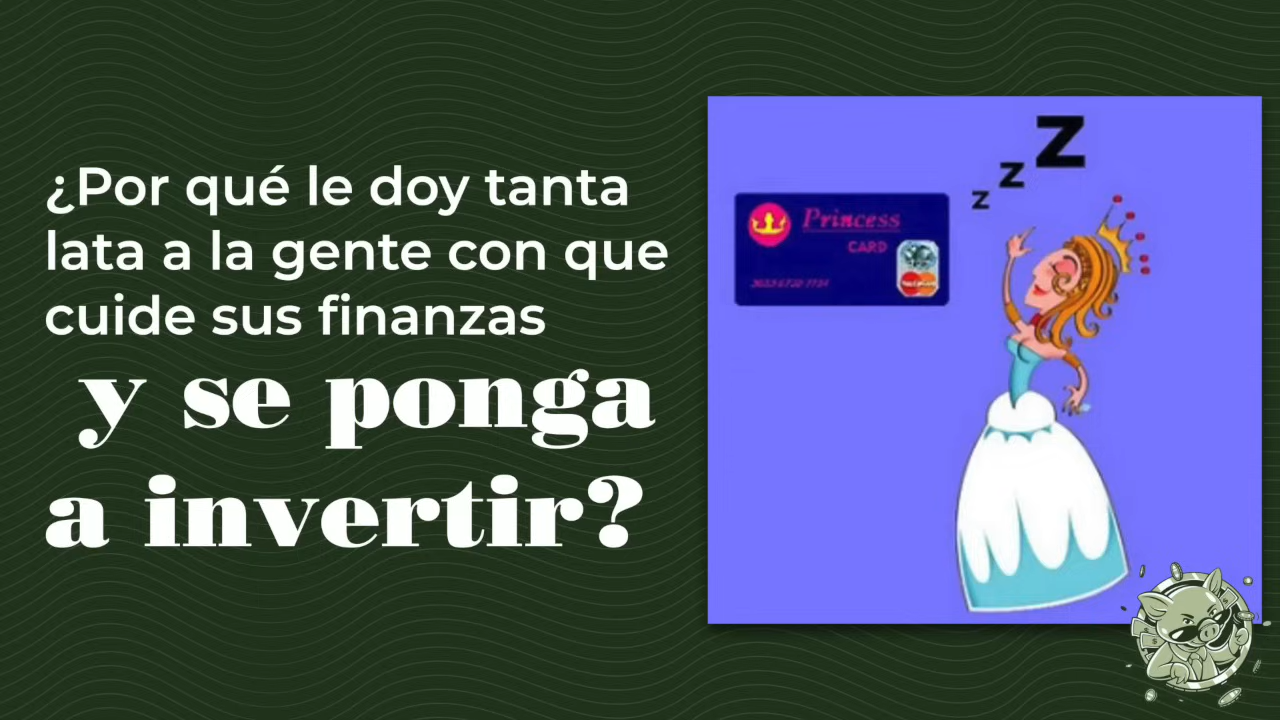 ¿Por qué le doy tanta
lata a la gente con que
cuide sus finanzas
y se ponga
a invertir?
z z Z
Princess
CARD